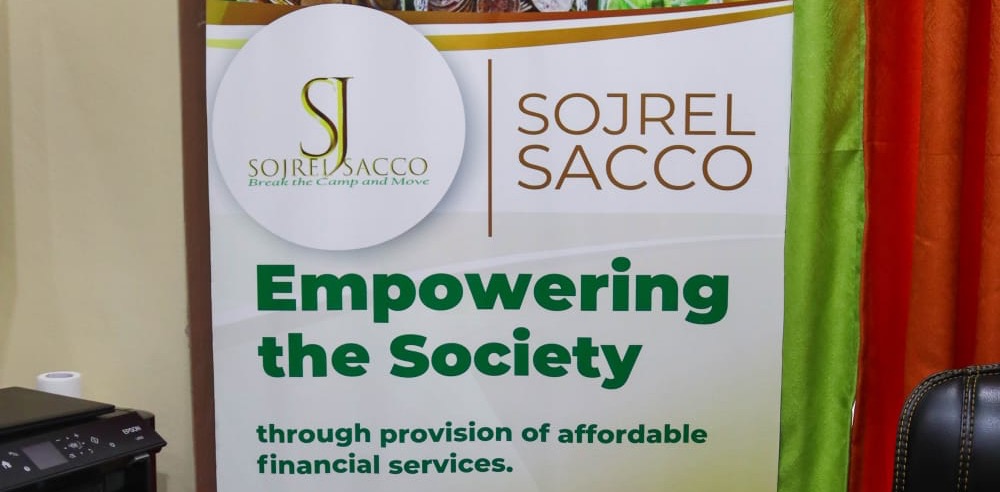 SJ
SOJREL SACCO
Break the Camp and Move
SOJREL
SACCO
Empowering
the Society
through provision of affordable
financial services.
EPSON